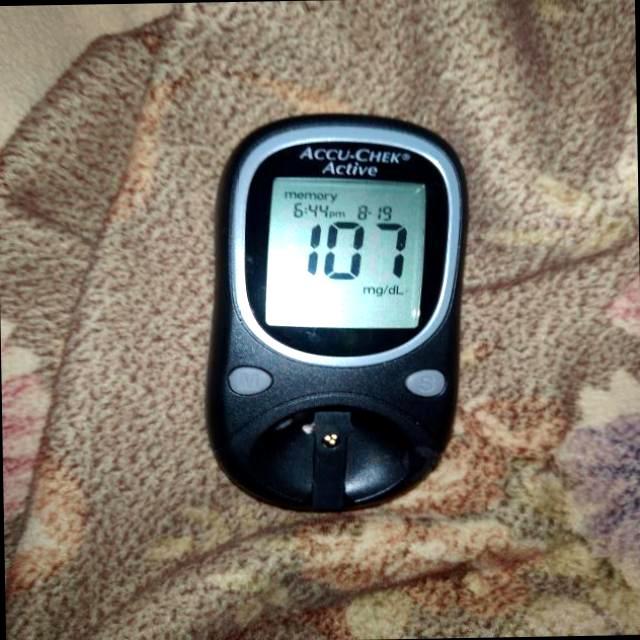 ACCU-CHEK®
Active
memory
6:44pm 8-19
107
mg/dL
M S